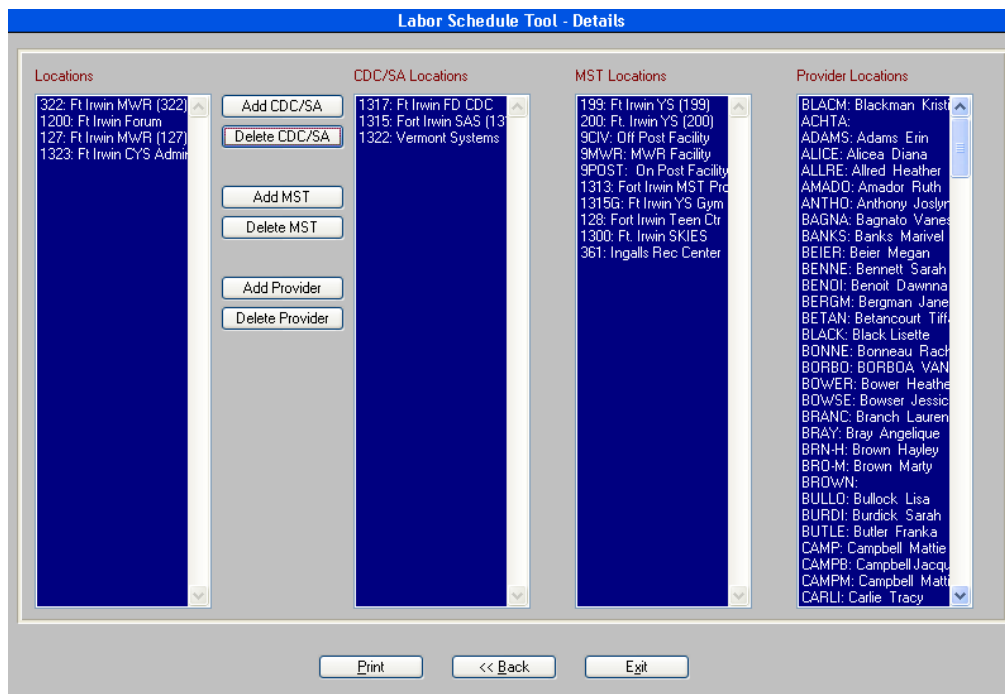 Labor Schedule Tool - Details
Locations
322: Ft Irwin MWR (322)
1200: Ft Irwin Forum
127: Ft Irwin MWR (127)
1323: Ft Irwin CYS Admir
Add CDC/SA
Delete CDC/SA
Add MST
Delete MST
Add Provider
Delete Provider
CDC/SA Locations
1317: Ft Irwin FD CDC
1315: Fort Irwin SAS (13
1322: Vermont Systems
MST Locations
199: Ft Irwin YS (199)
200: Ft. Irwin YS (200)
9CIV: Off Post Facility
9MWR: MWR Facility
9POST: On Post Facility
1313: Fort Irwin MST Pro
1315G: Ft Irwin YS Gym
128: Fort Irwin Teen Ctr
1300: Ft. Irwin SKIES
361: Ingalls Rec Center
Provider Locations
BLACM: Blackman Kristi
ACHTA:
ADAMS: Adams Erin
ALICE: Alicea Diana
ALLRE: Allred Heather
AMADO: Amador Ruth
ANTHO: Anthony Joslyn
BAGNA: Bagnato Vanes
BANKS: Banks Marivel
BEIER: Beier Megan
BENNE: Bennett Sarah
BENOI: Benoit Dawnna
BERGM: Bergman Jane
BETAN: Betancourt Tiff
BLACK: Black Lisette
BONNE: Bonneau Rach
BORBO: BORBOA VAN
BOWER: Bower Heathe
BOWSE: Bowser Jessic
BRANC: Branch Lauren
BRAY: Bray Angelique
BRN-H: Brown Hayley
BRO-M: Brown Marty
BROWN:
BULLO: Bullock Lisa
BURDI: Burdick Sarah
BUTLE: Butler Franka
CAMP: Campbell Mattie
CAMPB: Campbell Jacqu
CAMPM: Campbell Matti
CARLI: Carlie Tracy
Print
<< Back
Exit